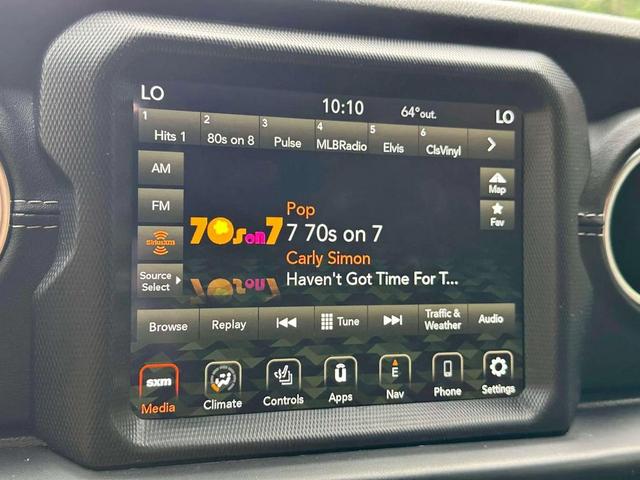 LO 10:10 64°out. LO
1 Hits 1 2 80s on 8 3 Pulse 4 MLBRadio 5 Elvis 6 ClsVinyl
AM
FM
SiriusXM
Source
Select
Map
Fav
70s on 7
Pop
7 70s on 7
Carly Simon
Haven't Got Time For T...
Browse Replay Tune Traffic & Weather Audio
sxm
E
Media Climate Controls Apps Nav Phone Settings